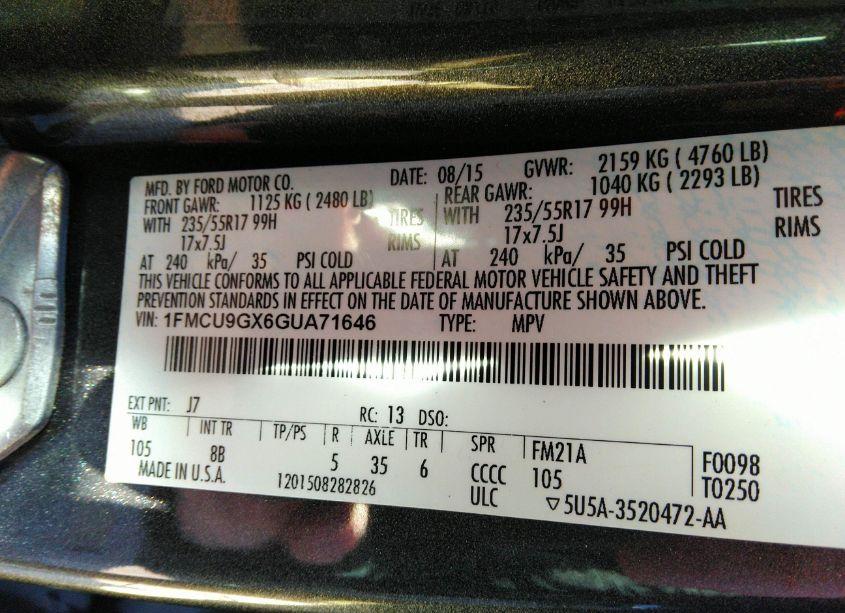 MFD. BY FORD MOTOR CO. DATE: 08/15 GVWR: 2159 KG ( 4760 LB)
FRONT GAWR: 1125 KG ( 2480 LB) REAR GAWR: 1040 KG ( 2293 LB)
WITH 235/55R17 99H TIRES WITH 235/55R17 99H TIRES
17x7.5J RIMS 17x7.5J RIMS
AT 240 kPa/ 35 PSI COLD AT 240 kPa/ 35 PSI COLD
THIS VEHICLE CONFORMS TO ALL APPLICABLE FEDERAL MOTOR VEHICLE SAFETY AND THEFT
PREVENTION STANDARDS IN EFFECT ON THE DATE OF MANUFACTURE SHOWN ABOVE.
VIN: 1FMCU9GX6GUA71646 TYPE: MPV
EXT PNT: J7 RC: 13 DSO:
WB INT TR TP/PS R AXLE TR SPR FM21A F0098
105 8B 5 35 6 CCCC 105 T0250
MADE IN U.S.A. 1201508282826 ULC ▽5U5A-3520472-AA